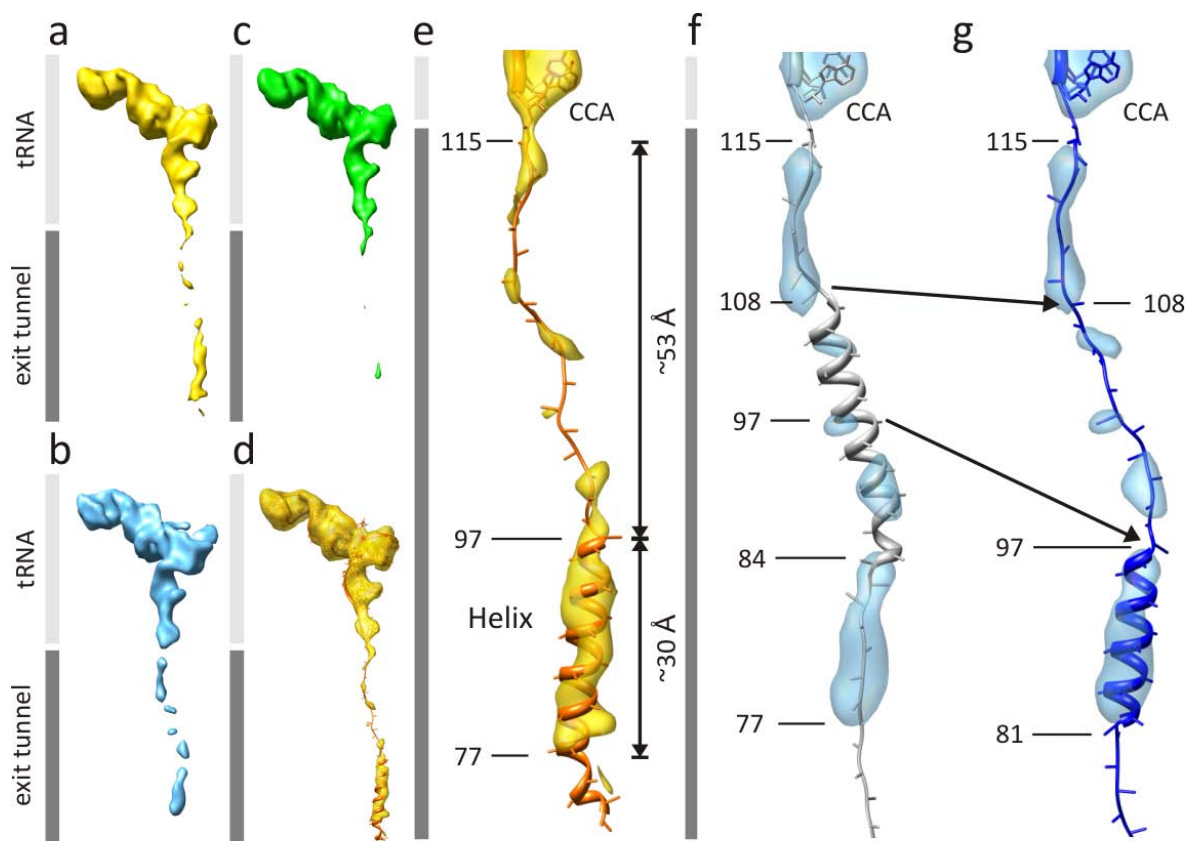 a
c
e
f
g
tRNA
exit tunnel
b
d
tRNA
exit tunnel
CCA
115
~53 Å
97
Helix
~30 Å
77
CCA
115
108
97
84
77
CCA
115
108
97
81